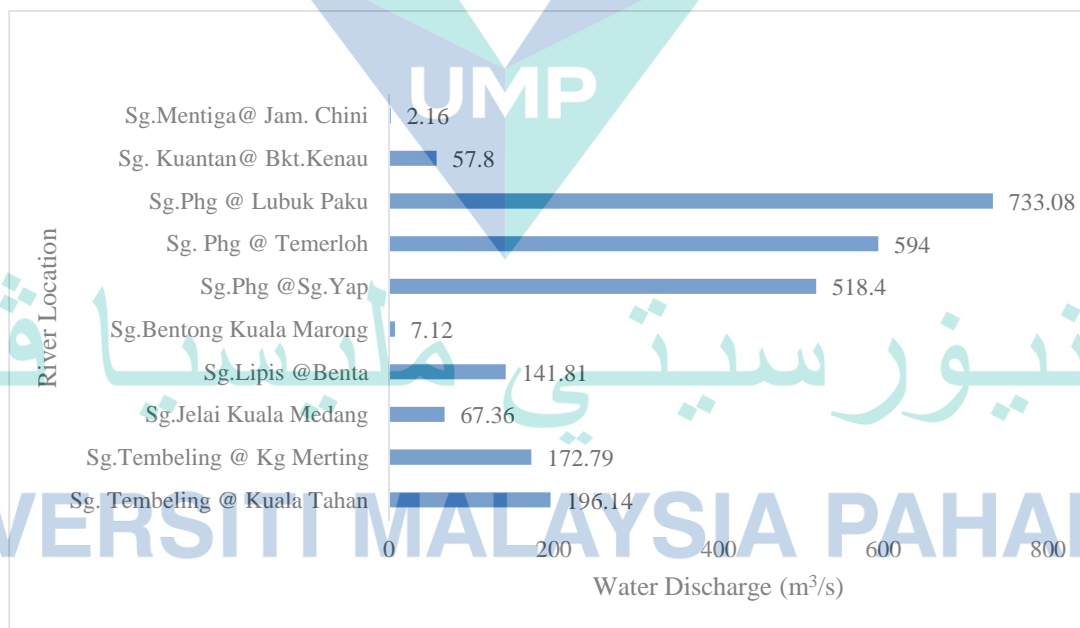 UMP
Sg.Mentiga@ Jam. Chini 2.16
Sg. Kuantan@ Bkt.Kenau 57.8
Sg.Phg @ Lubuk Paku 733.08
Sg. Phg @ Temerloh 594
Sg.Phg @Sg.Yap 518.4
Sg.Bentong Kuala Marong 7.12
Sg.Lipis @Benta 141.81
Sg.Jelai Kuala Medang 67.36
Sg.Tembeling @ Kg Merting 172.79
Sg. Tembeling @ Kuala Tahan 196.14
River Location
0 200 400 600 800
Water Discharge (m³/s)
مليسيا
VERSITI MALAYSIA PAHA